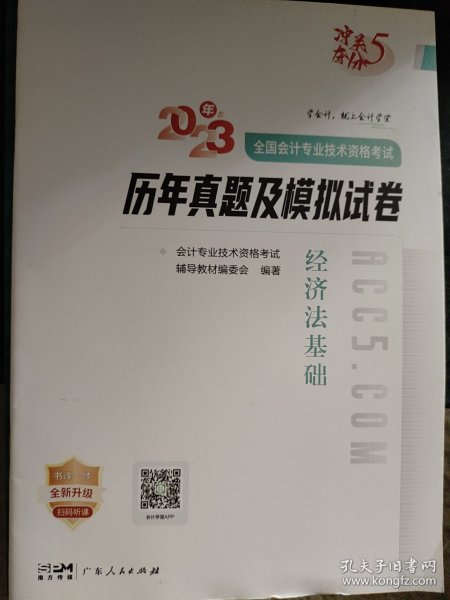 冲关
夺分5
学会计，就上会计学堂
2023年
全国会计专业技术资格考试
历年真题及模拟试卷
会计专业技术资格考试
辅导教材编委会 编著
经济法基础
ACC5.COM
书课一体
全新升级
扫码听课
会计学堂APP
SPM
南方传媒
广东人民出版社
孔夫子旧书网
www.kongfz.com